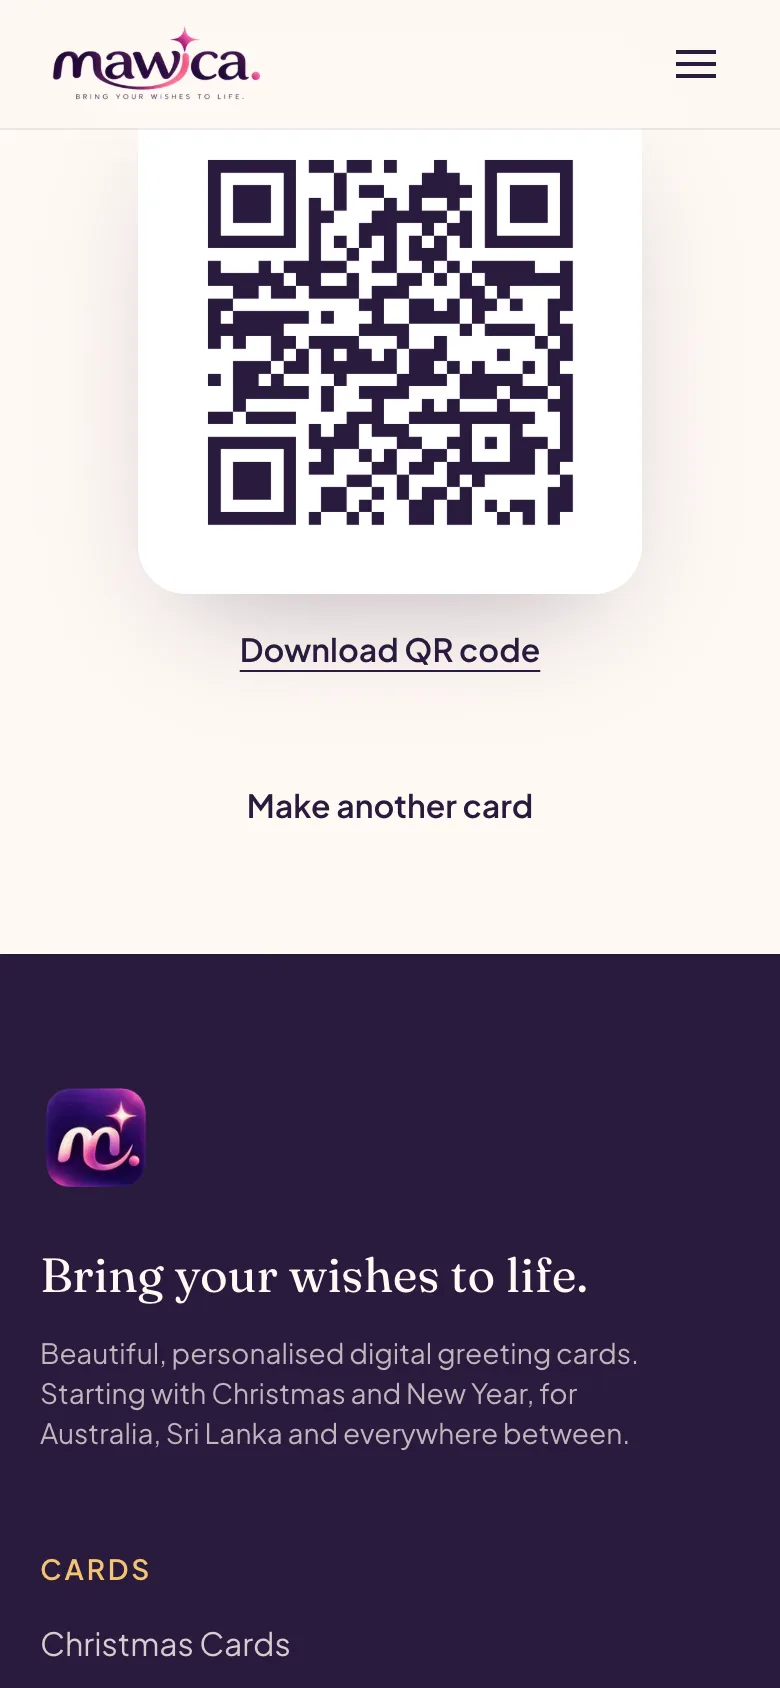 mawica.
BRING YOUR WISHES TO LIFE.
Download QR code
Make another card
mc.
Bring your wishes to life.
Beautiful, personalised digital greeting cards.
Starting with Christmas and New Year, for
Australia, Sri Lanka and everywhere between.
CARDS
Christmas Cards